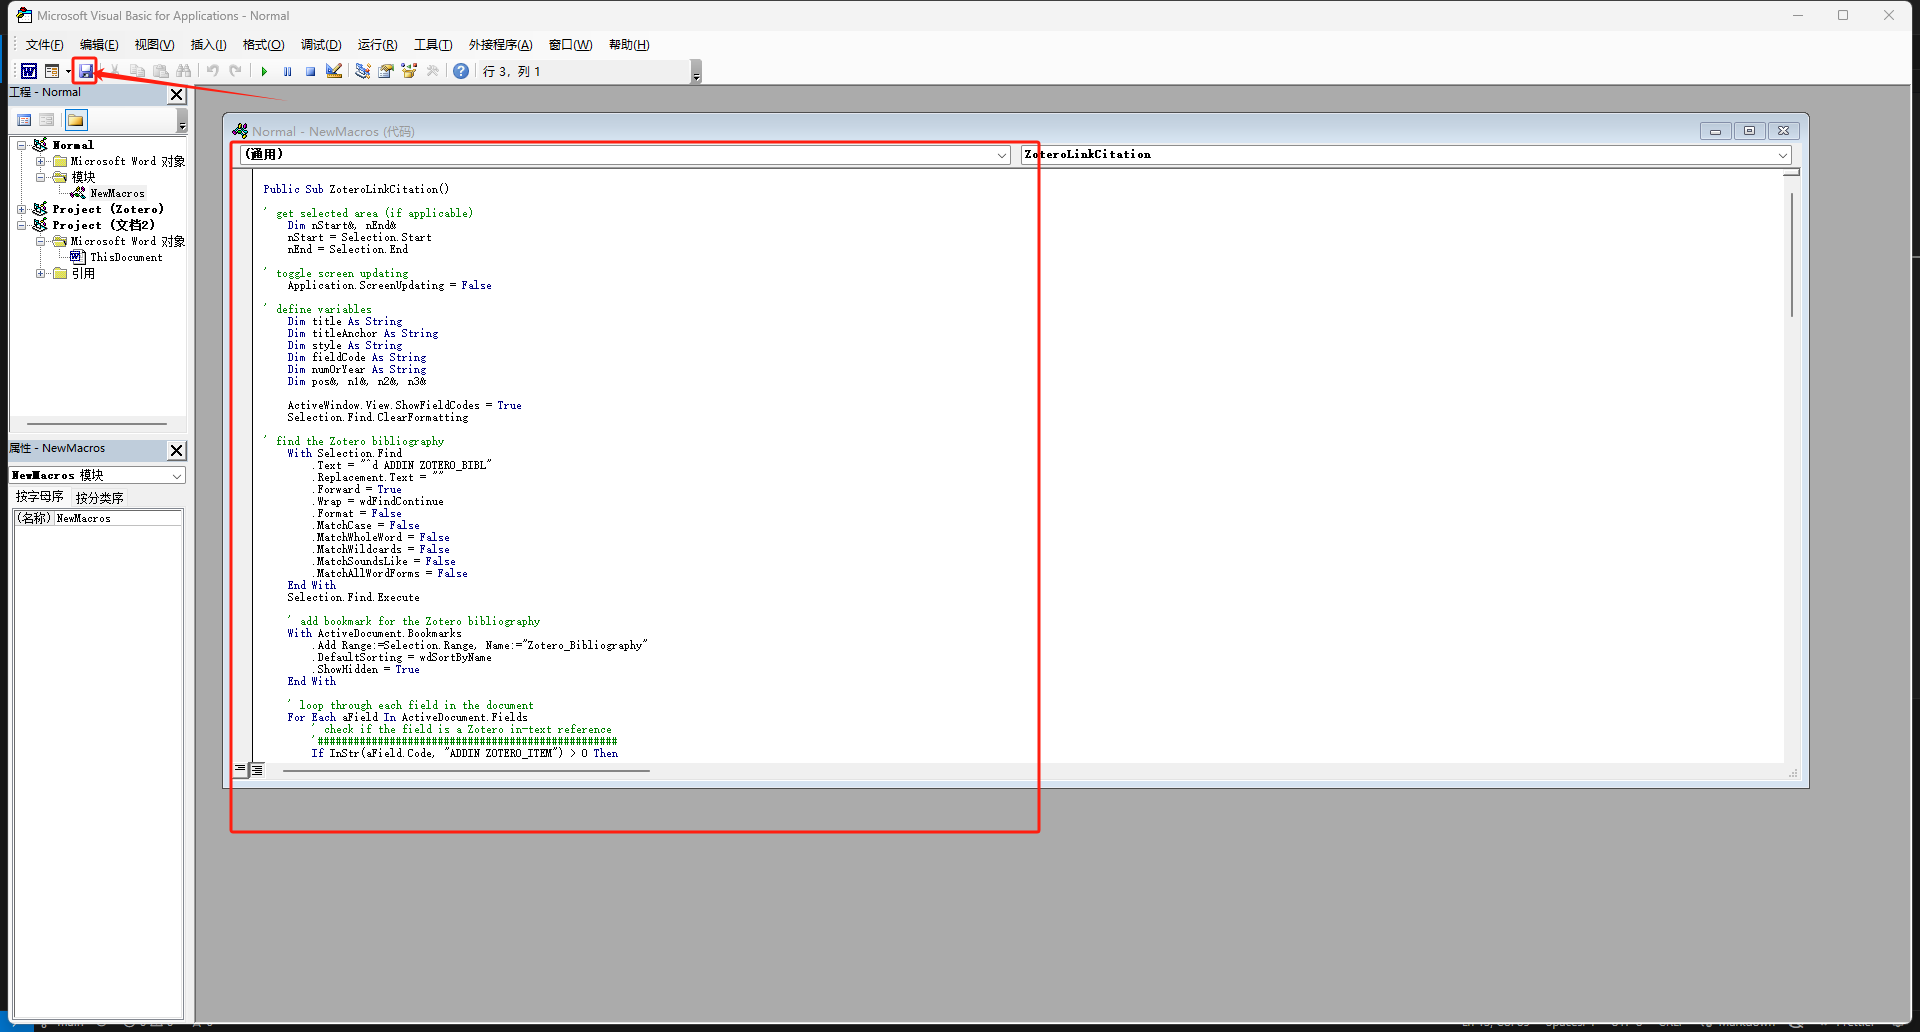 Microsoft Visual Basic for Applications - Normal
文件(F) 编辑(E) 视图(V) 插入(I) 格式(O) 调试(D) 运行(R) 工具(T) 外接程序(A) 窗口(W) 帮助(H)
行 3, 列 1
工程 - Normal
Normal
Microsoft Word 对象
模块
NewMacros
Project (Zotero)
Project (文档2)
Microsoft Word 对象
ThisDocument
引用
属性 - NewMacros
NewMacros 模块
按字母序 按分类序
(名称) NewMacros
Normal - NewMacros (代码)
(通用) ZoteroLinkCitation
Public Sub ZoteroLinkCitation()
' get selected area (if applicable)
Dim nStart&, nEnd&
nStart = Selection.Start
nEnd = Selection.End
' toggle screen updating
Application.ScreenUpdating = False
' define variables
Dim title As String
Dim titleAnchor As String
Dim style As String
Dim fieldCode As String
Dim numOrYear As String
Dim pos&, n1&, n2&, n3&
ActiveWindow.View.ShowFieldCodes = True
Selection.Find.ClearFormatting
' find the Zotero bibliography
With Selection.Find
.Text = "^d ADDIN ZOTERO_BIBL"
.Replacement.Text = ""
.Forward = True
.Wrap = wdFindContinue
.Format = False
.MatchCase = False
.MatchWholeWord = False
.MatchWildcards = False
.MatchSoundsLike = False
.MatchAllWordForms = False
End With
Selection.Find.Execute
' add bookmark for the Zotero bibliography
With ActiveDocument.Bookmarks
.Add Range:=Selection.Range, Name:="Zotero_Bibliography"
.DefaultSorting = wdSortByName
.ShowHidden = True
End With
' loop through each field in the document
For Each aField In ActiveDocument.Fields
' check if the field is a Zotero in-text reference
'##################################################
If InStr(aField.Code, "ADDIN ZOTERO_ITEM") > 0 Then